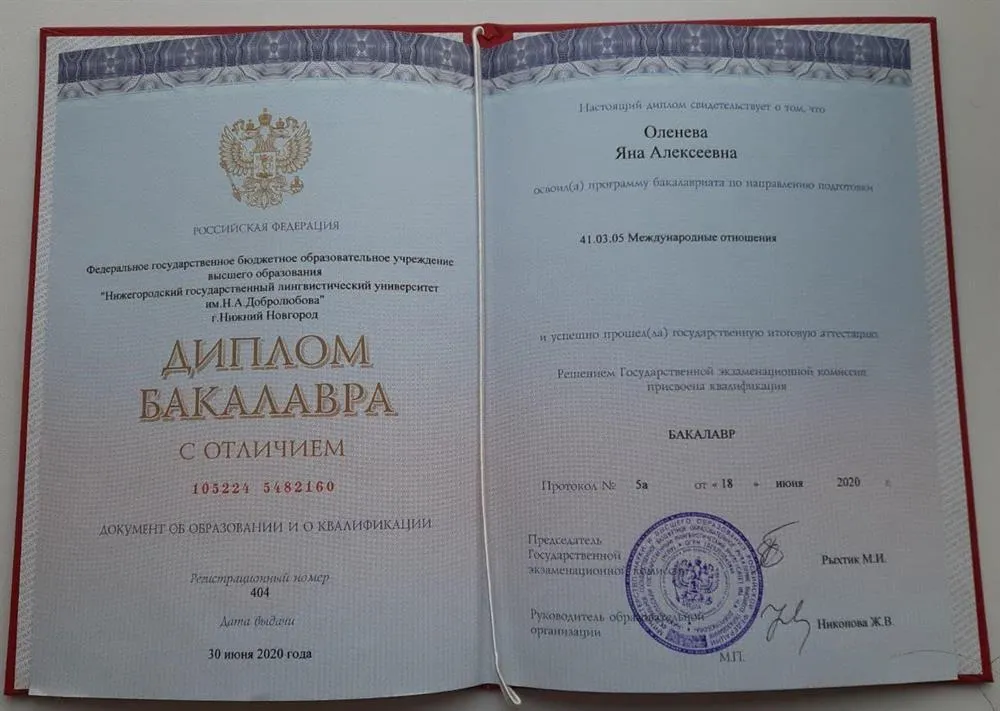 РОССИЙСКАЯ ФЕДЕРАЦИЯ
Федеральное государственное бюджетное образовательное учреждение
высшего образования
"Нижегородский государственный лингвистический университет
им.Н.А.Добролюбова"
г.Нижний Новгород
ДИПЛОМ
БАКАЛАВРА
С ОТЛИЧИЕМ
105224 5482160
ДОКУМЕНТ ОБ ОБРАЗОВАНИИ И О КВАЛИФИКАЦИИ
Регистрационный номер
404
Дата выдачи
30 июня 2020 года
Настоящий диплом свидетельствует о том, что
Оленева
Яна Алексеевна
освоил(а) программу бакалавриата по направлению подготовки
41.03.05 Международные отношения
и успешно прошел(ла) государственную итоговую аттестацию
Решением Государственной экзаменационной комиссии
присвоена квалификация
БАКАЛАВР
Протокол № 5а от « 18 » июня 2020 г.
Председатель
Государственной
экзаменационной комиссии
Рыхтик М.И.
Руководитель образовательной
организации
Никонова Ж.В.
М.П.